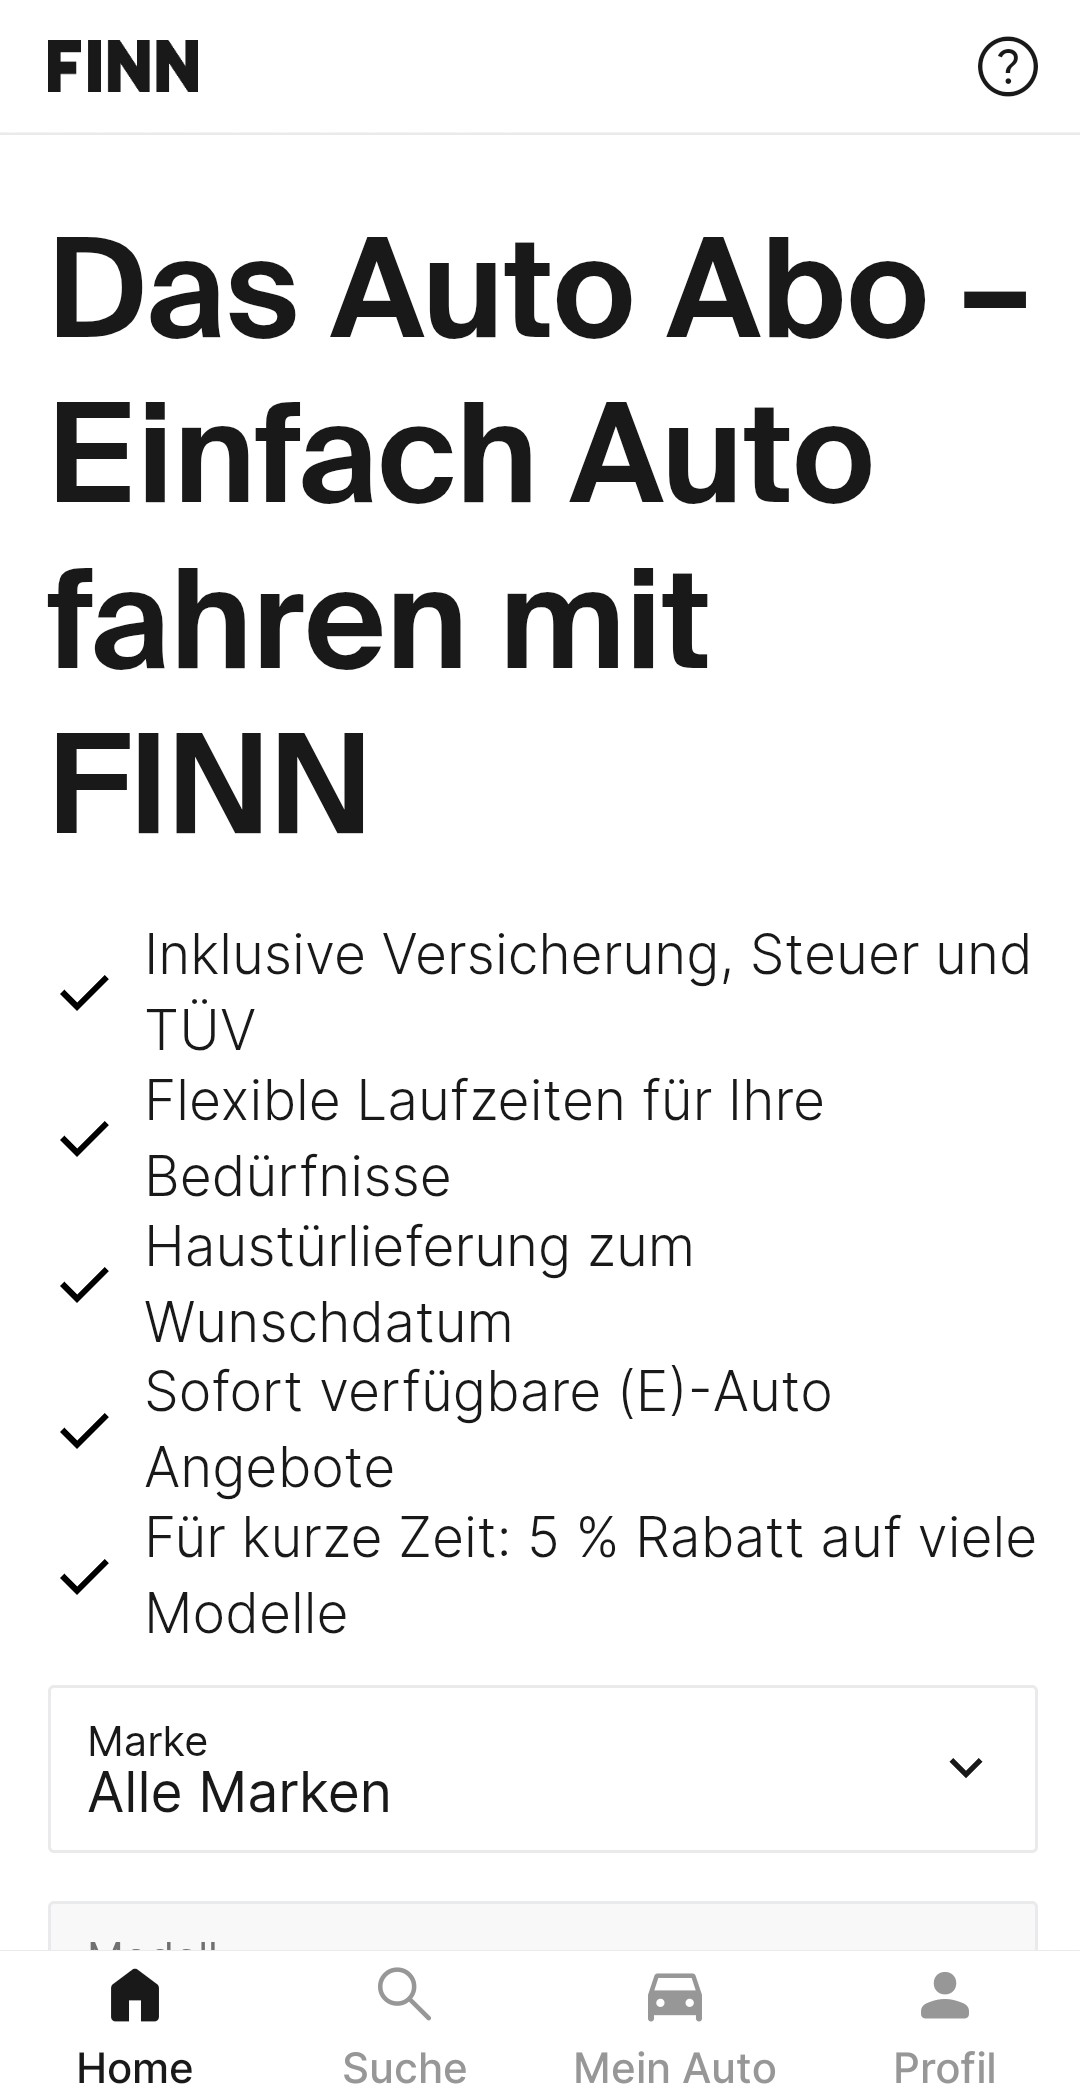 FINN
Das Auto Abo –
Einfach Auto
fahren mit
FINN
Inklusive Versicherung, Steuer und
TÜV
Flexible Laufzeiten für Ihre
Bedürfnisse
Haustürlieferung zum
Wunschdatum
Sofort verfügbare (E)-Auto
Angebote
Für kurze Zeit: 5 % Rabatt auf viele
Modelle
Marke
Alle Marken
Modell
Home
Suche
Mein Auto
Profil